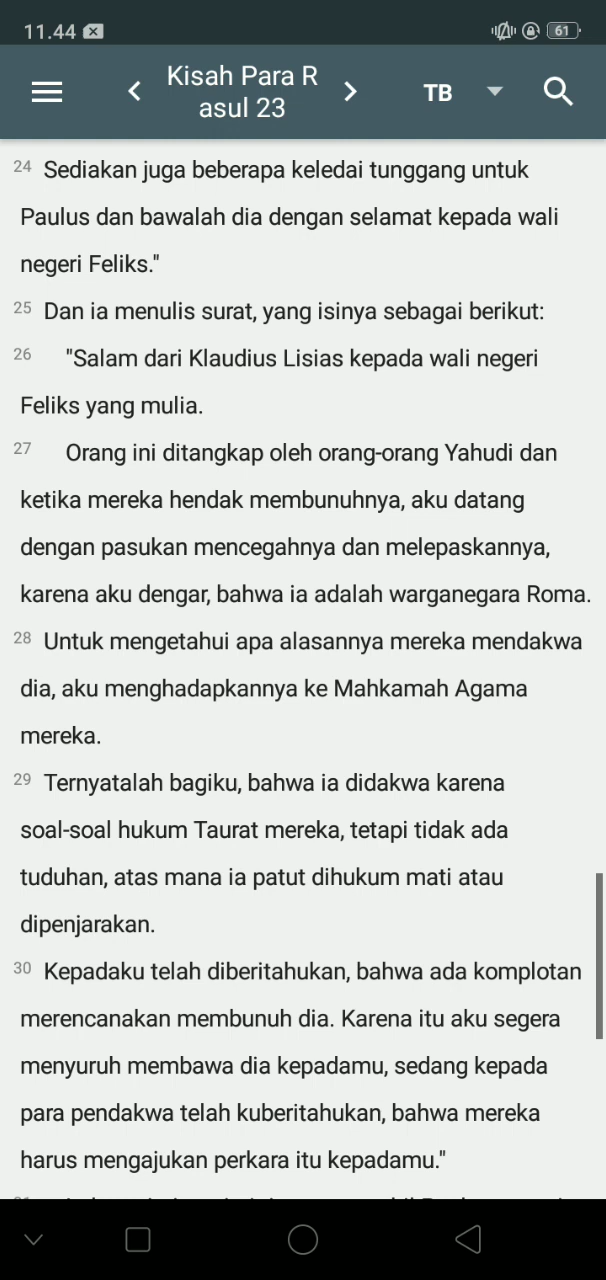 11.44
61
Kisah Para R
asul 23
TB
24 Sediakan juga beberapa keledai tunggang untuk
Paulus dan bawalah dia dengan selamat kepada wali
negeri Feliks."
25 Dan ia menulis surat, yang isinya sebagai berikut:
26 "Salam dari Klaudius Lisias kepada wali negeri
Feliks yang mulia.
27 Orang ini ditangkap oleh orang-orang Yahudi dan
ketika mereka hendak membunuhnya, aku datang
dengan pasukan mencegahnya dan melepaskannya,
karena aku dengar, bahwa ia adalah warganegara Roma.
28 Untuk mengetahui apa alasannya mereka mendakwa
dia, aku menghadapkannya ke Mahkamah Agama
mereka.
29 Ternyatalah bagiku, bahwa ia didakwa karena
soal-soal hukum Taurat mereka, tetapi tidak ada
tuduhan, atas mana ia patut dihukum mati atau
dipenjarakan.
30 Kepadaku telah diberitahukan, bahwa ada komplotan
merencanakan membunuh dia. Karena itu aku segera
menyuruh membawa dia kepadamu, sedang kepada
para pendakwa telah kuberitahukan, bahwa mereka
harus mengajukan perkara itu kepadamu."